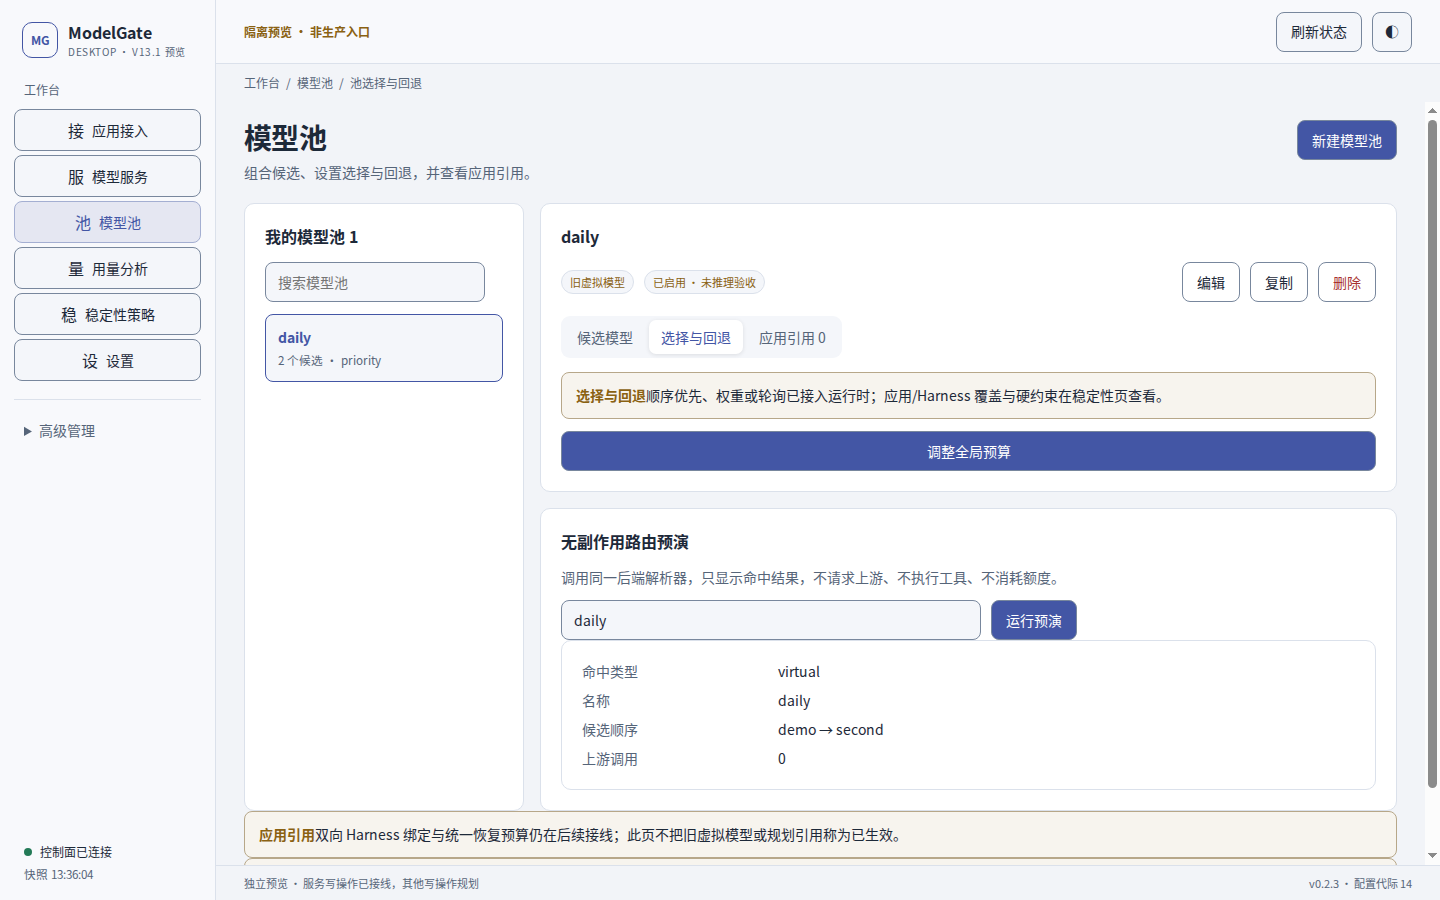 MG
ModelGate
DESKTOP · V13.1 预览
工作台
接 应用接入
服 模型服务
池 模型池
量 用量分析
稳 稳定性策略
设 设置
▶ 高级管理
控制面已连接
快照 13:36:04
隔离预览 · 非生产入口
刷新状态
工作台 / 模型池 / 池选择与回退
模型池
组合候选、设置选择与回退，并查看应用引用。
新建模型池
我的模型池 1
搜索模型池
daily
2 个候选 · priority
daily
旧虚拟模型
已启用 · 未推理验收
编辑
复制
删除
候选模型
选择与回退
应用引用 0
选择与回退顺序优先、权重或轮询已接入运行时；应用/Harness 覆盖与硬约束在稳定性页查看。
调整全局预算
无副作用路由预演
调用同一后端解析器，只显示命中结果，不请求上游、不执行工具、不消耗额度。
daily
运行预演
命中类型 virtual
名称 daily
候选顺序 demo → second
上游调用 0
应用引用双向 Harness 绑定与统一恢复预算仍在后续接线；此页不把旧虚拟模型或规划引用称为已生效。
独立预览 · 服务写操作已接线，其他写操作规划
v0.2.3 · 配置代际 14